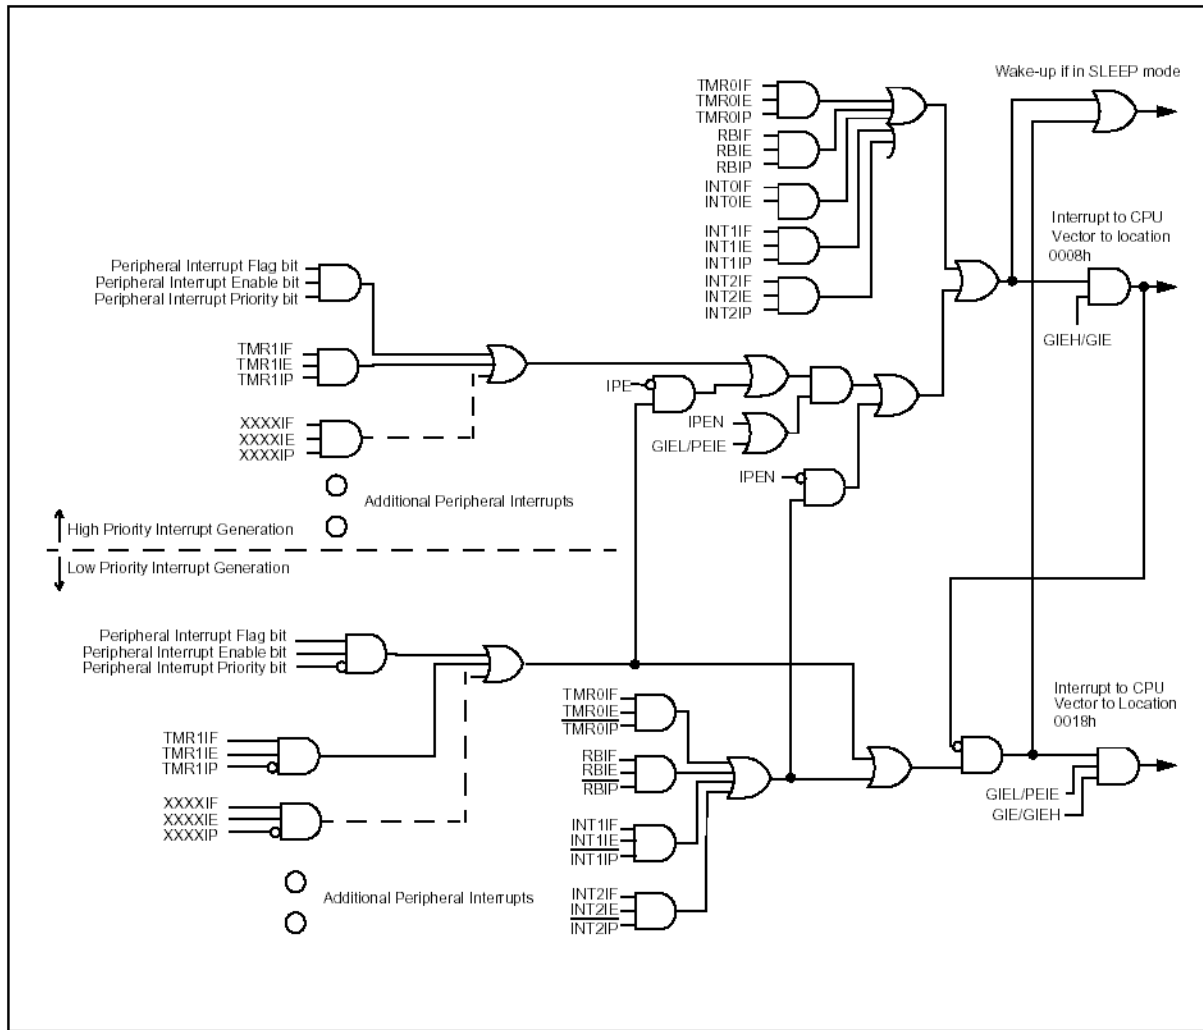 Wake-up if in SLEEP mode
TMR0IF
TMR0IE
TMR0IP
RBIF
RBIE
RBIP
INT0IF
INT0IE
INT1IF
INT1IE
INT1IP
INT2IF
INT2IE
INT2IP
Interrupt to CPU
Vector to location
0008h
GIEH/GIE
Peripheral Interrupt Flag bit
Peripheral Interrupt Enable bit
Peripheral Interrupt Priority bit
TMR1IF
TMR1IE
TMR1IP
XXXXIF
XXXXIE
XXXXIP
IPE
IPEN
GIEL/PEIE
IPEN
Additional Peripheral Interrupts
High Priority Interrupt Generation
Low Priority Interrupt Generation
Peripheral Interrupt Flag bit
Peripheral Interrupt Enable bit
Peripheral Interrupt Priority bit
TMR1IF
TMR1IE
TMR1IP
XXXXIF
XXXXIE
XXXXIP
Additional Peripheral Interrupts
TMR0IF
TMR0IE
TMR0IP
RBIF
RBIE
RBIP
INT1IF
INT1IE
INT1IP
INT2IF
INT2IE
INT2IP
Interrupt to CPU
Vector to Location
0018h
GIEL/PEIE
GIE/GIEH